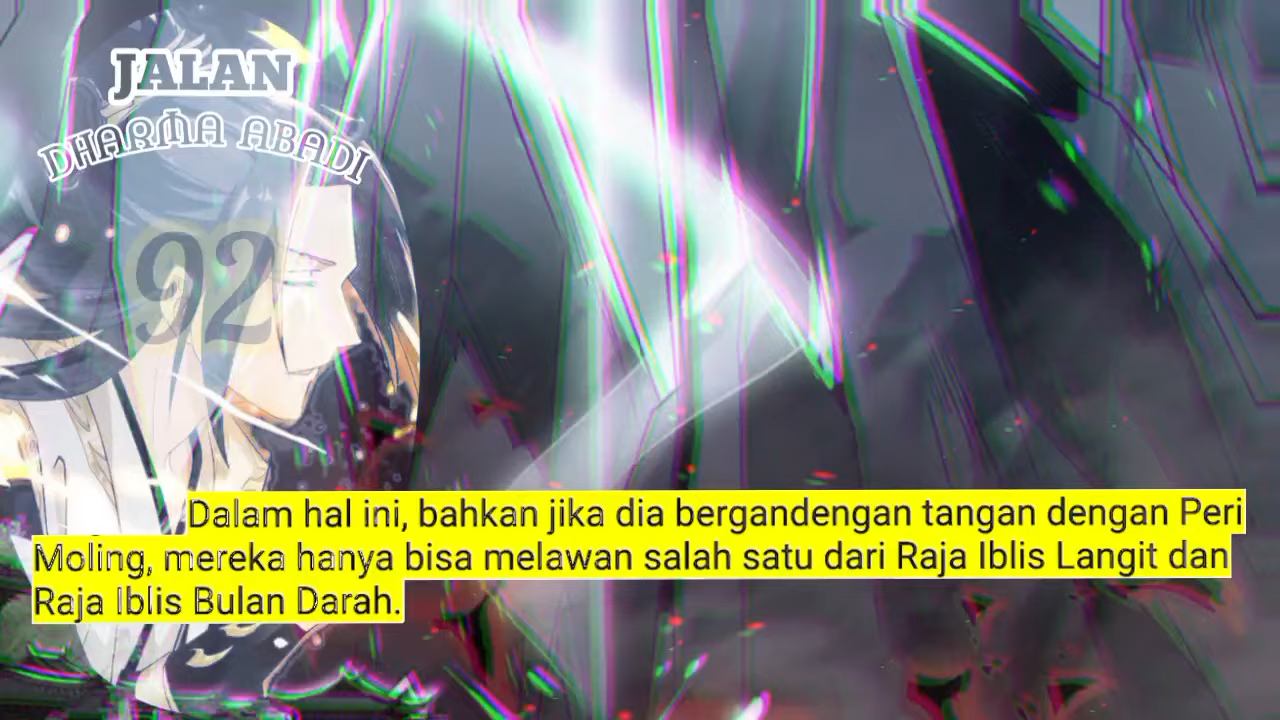 JALAN
DHARMA ABADI
92
Dalam hal ini, bahkan jika dia bergandengan tangan dengan Peri
Moling, mereka hanya bisa melawan salah satu dari Raja Iblis Langit dan
Raja Iblis Bulan Darah.